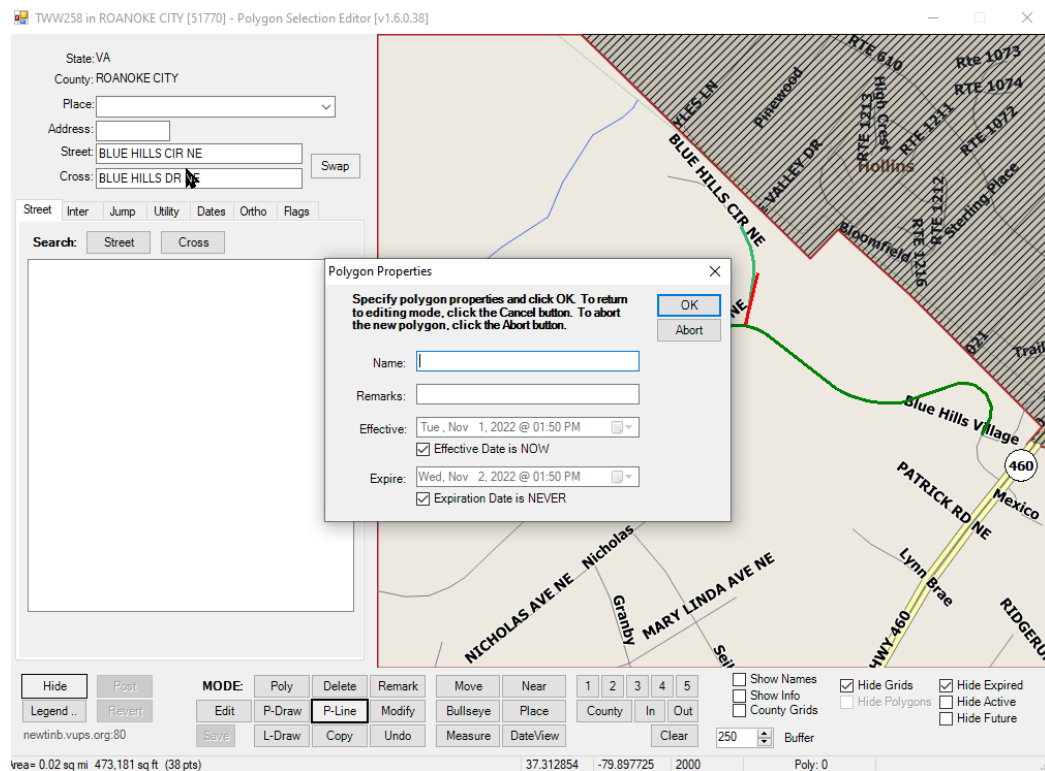 TWW258 in ROANOKE CITY [51770] - Polygon Selection Editor [v1.6.0.38]
State: VA
County: ROANOKE CITY
Place:
Address:
Street: BLUE HILLS CIR NE
Cross: BLUE HILLS DR NE
Swap
Street Inter Jump Utility Dates Ortho Flags
Search: Street Cross
RTE 610
Rte 1073
RTE 1074
YLES LN
Pinewood
High Crest
RTE 1213
RTE 1211
RTE 1072
BLUE HILLS CIR NE
VALLEY DR
Hollins
RTE 1212
Sterling Place
RTE 1216
Bloomfield
NE
021
Trail
Blue Hills Village
460
PATRICK RD NE
Mexico
Nicholas
NICHOLAS AVE NE
Granby
MARY LINDA AVE NE
Lynn Brae
HWY 460
Polygon Properties
Specify polygon properties and click OK. To return
to editing mode, click the Cancel button. To abort
the new polygon, click the Abort button.
OK
Abort
Name:
Remarks:
Effective: Tue , Nov 1, 2022 @ 01:50 PM
Effective Date is NOW
Expire: Wed, Nov 2, 2022 @ 01:50 PM
Expiration Date is NEVER
Hide Post MODE: Poly Delete Remark Move Near 1 2 3 4 5
Legend .. Revert Edit P-Draw P-Line Modify Bullseye Place County In Out
newtinb.vups.org:80 Save L-Draw Copy Undo Measure DateView Clear
Show Names
Show Info
County Grids
Hide Grids
Hide Polygons
Hide Expired
Hide Active
Hide Future
250 Buffer
Area= 0.02 sq mi 473,181 sq ft (38 pts) 37.312854 -79.897725 2000 Poly: 0